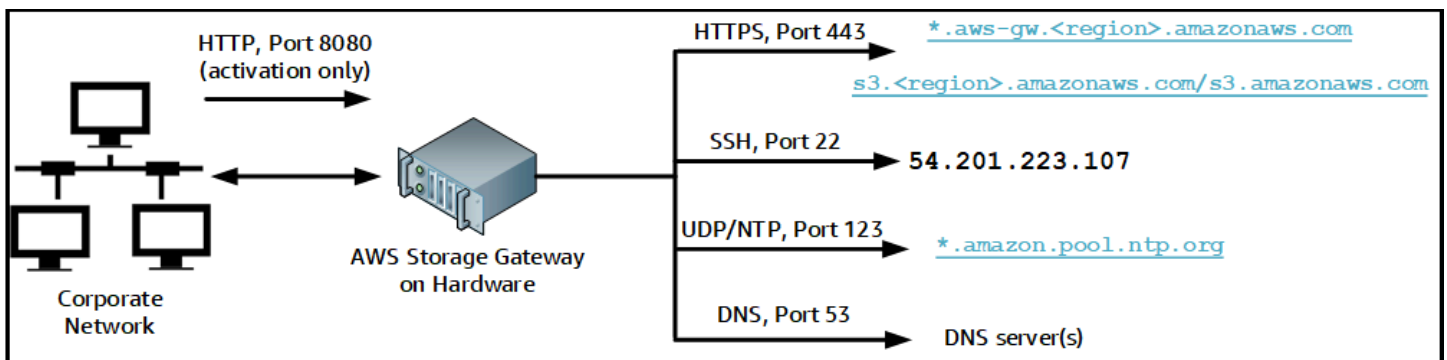 HTTP, Port 8080
(activation only)
Corporate
Network
AWS Storage Gateway
on Hardware
HTTPS, Port 443
*.aws-gw.<region>.amazonaws.com
s3.<region>.amazonaws.com/s3.amazonaws.com
SSH, Port 22
54.201.223.107
UDP/NTP, Port 123
*.amazon.pool.ntp.org
DNS, Port 53
DNS server(s)